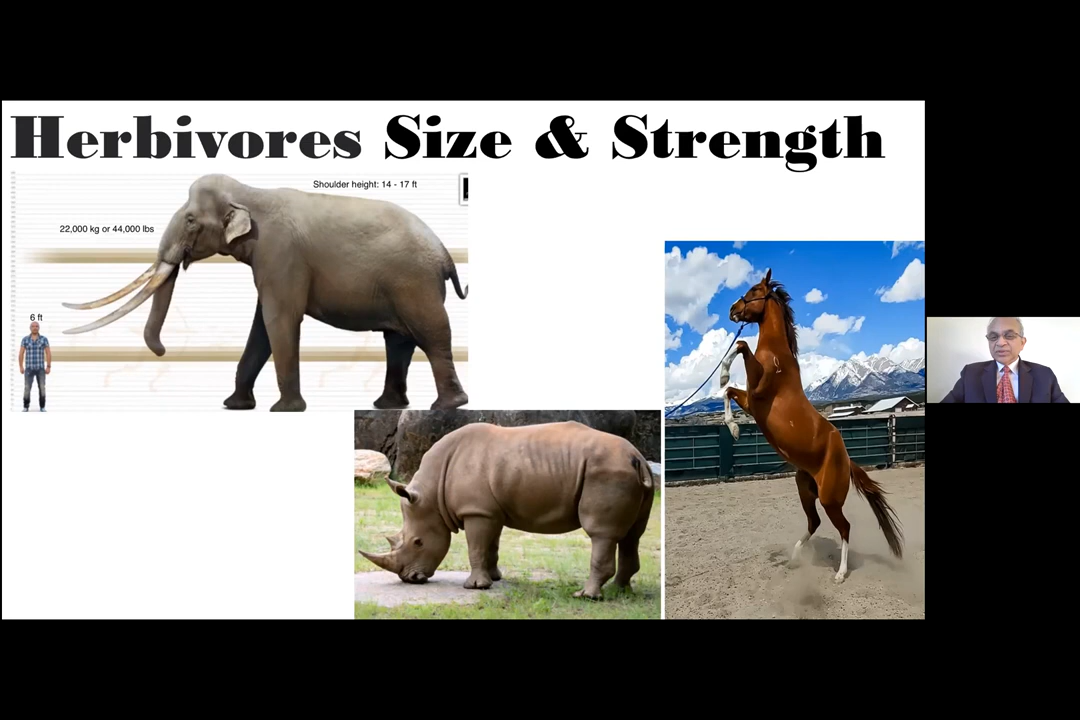 Herbivores Size & Strength
Shoulder height: 14 - 17 ft
22,000 kg or 44,000 lbs
6 ft